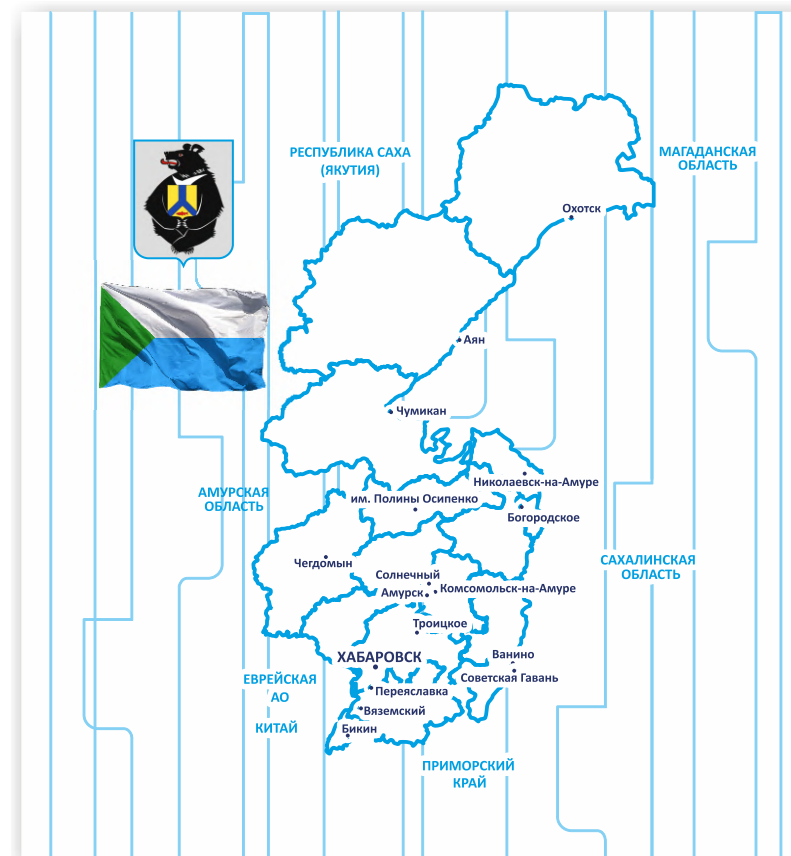 РЕСПУБЛИКА САХА
(ЯКУТИЯ)
МАГАДАНСКАЯ
ОБЛАСТЬ
Охотск
Аян
Чумикан
Николаевск-на-Амуре
им. Полины Осипенко
АМУРСКАЯ
ОБЛАСТЬ
Богородское
Чегдомын
САХАЛИНСКАЯ
ОБЛАСТЬ
Солнечный
Амурск
Комсомольск-на-Амуре
Троицкое
ХАБАРОВСК
Ванино
Советская Гавань
ЕВРЕЙСКАЯ
АО
Переяславка
Вяземский
КИТАЙ
Бикин
ПРИМОРСКИЙ
КРАЙ